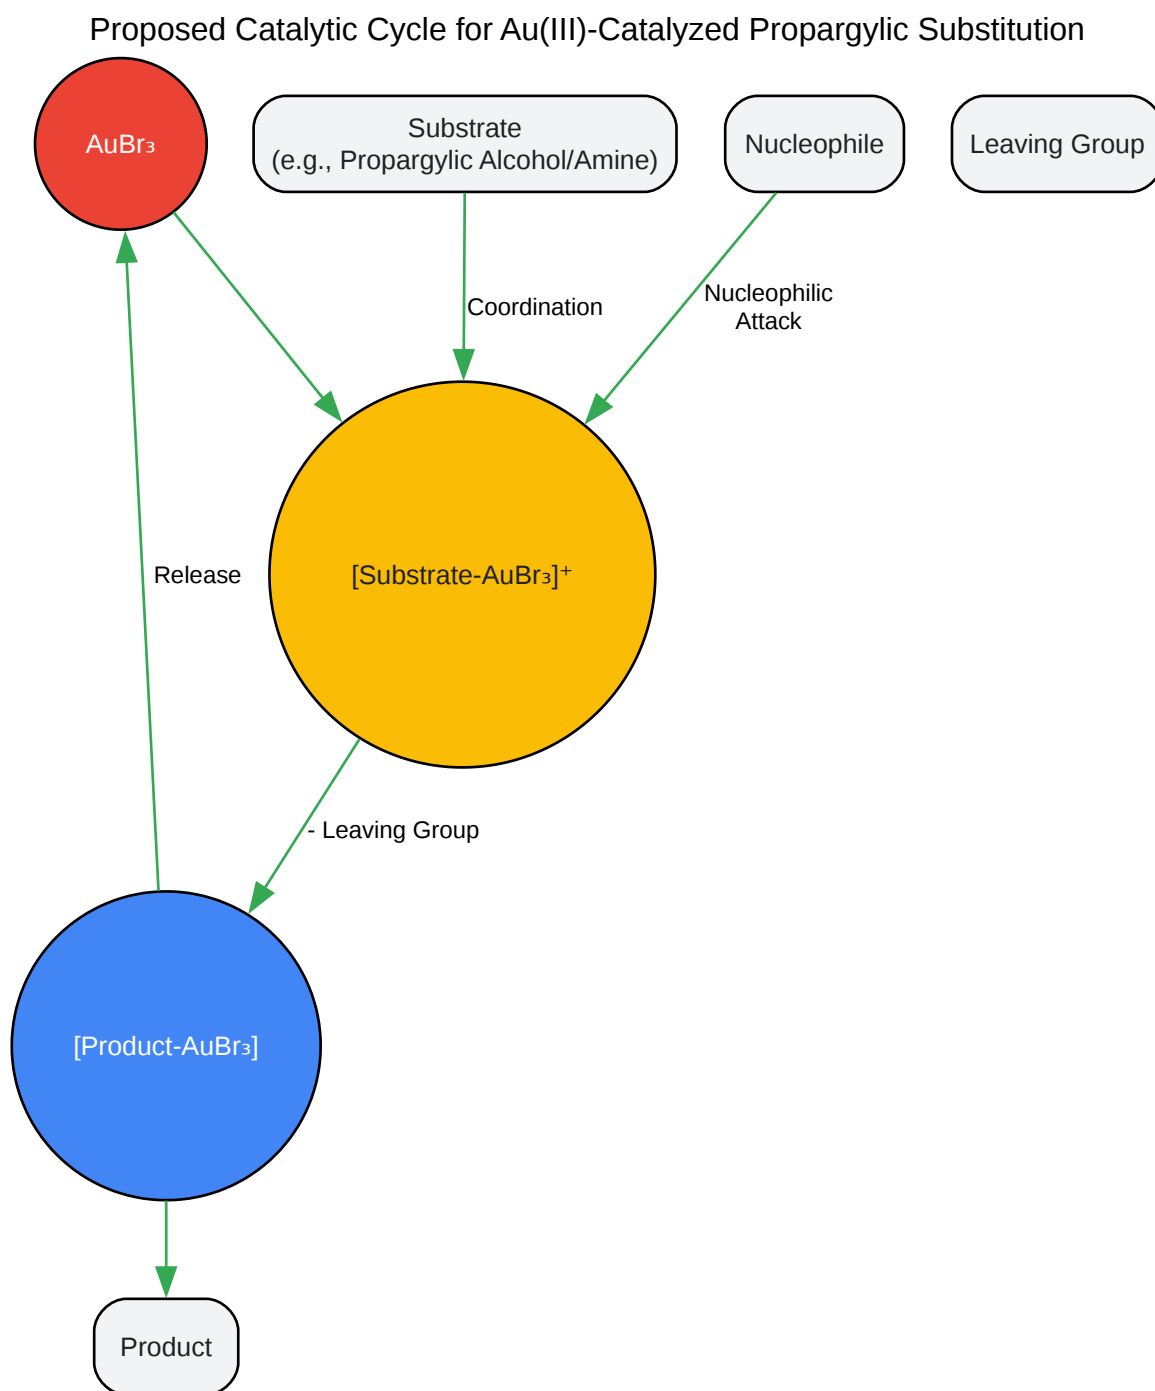 Proposed Catalytic Cycle for Au(III)-Catalyzed Propargylic Substitution
AuBr₃
Substrate
(e.g., Propargylic Alcohol/Amine)
Nucleophile
Leaving Group
Coordination
Nucleophilic
Attack
Release
[Substrate-AuBr₃]⁺
- Leaving Group
[Product-AuBr₃]
Product